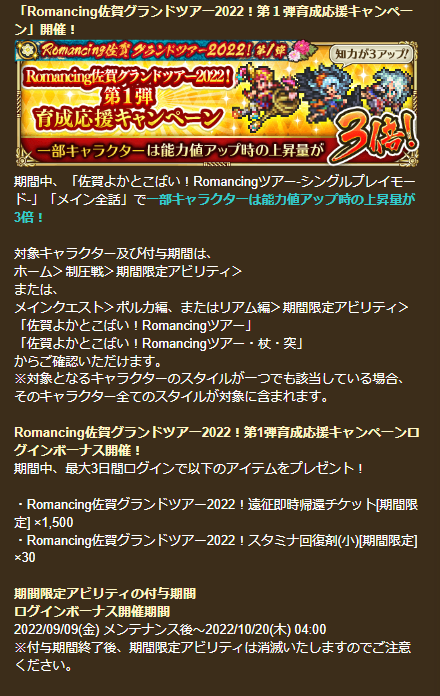 「Romancing佐賀グランドツアー2022！第１弾育成応援キャンペー
ン」開催！
Romancing佐賀 グランドツアー2022! 第1弾
知力が3アップ!
Romancing佐賀グランドツアー2022!
第1弾
育成応援キャンペーン
一部キャラクターは能力値アップ時の上昇量が
3倍!
期間中、「佐賀よかとこばい！Romancingツアー-シングルプレイモー
ド-」「メイン全話」で一部キャラクターは能力値アップ時の上昇量が
3倍！
対象キャラクター及び付与期間は、
ホーム＞制圧戦＞期間限定アビリティ＞
または、
メインクエスト＞ポルカ編、またはリアム編＞期間限定アビリティ＞
「佐賀よかとこばい！Romancingツアー」
「佐賀よかとこばい！Romancingツアー・杖・突」
からご確認いただけます。
※対象となるキャラクターのスタイルが一つでも該当している場合、
そのキャラクター全てのスタイルが対象に含まれます。
Romancing佐賀グランドツアー2022！第1弾育成応援キャンペーンロ
グインボーナス開催！
期間中、最大3日間ログインで以下のアイテムをプレゼント！
・Romancing佐賀グランドツアー2022！遠征即時帰還チケット[期間限
定] ×1,500
・Romancing佐賀グランドツアー2022！スタミナ回復剤(小)[期間限定]
×30
期間限定アビリティの付与期間
ログインボーナス開催期間
2022/09/09(金) メンテナンス後～2022/10/20(木) 04:00
※付与期間終了後、期間限定アビリティは消滅いたしますのでご注意
ください。